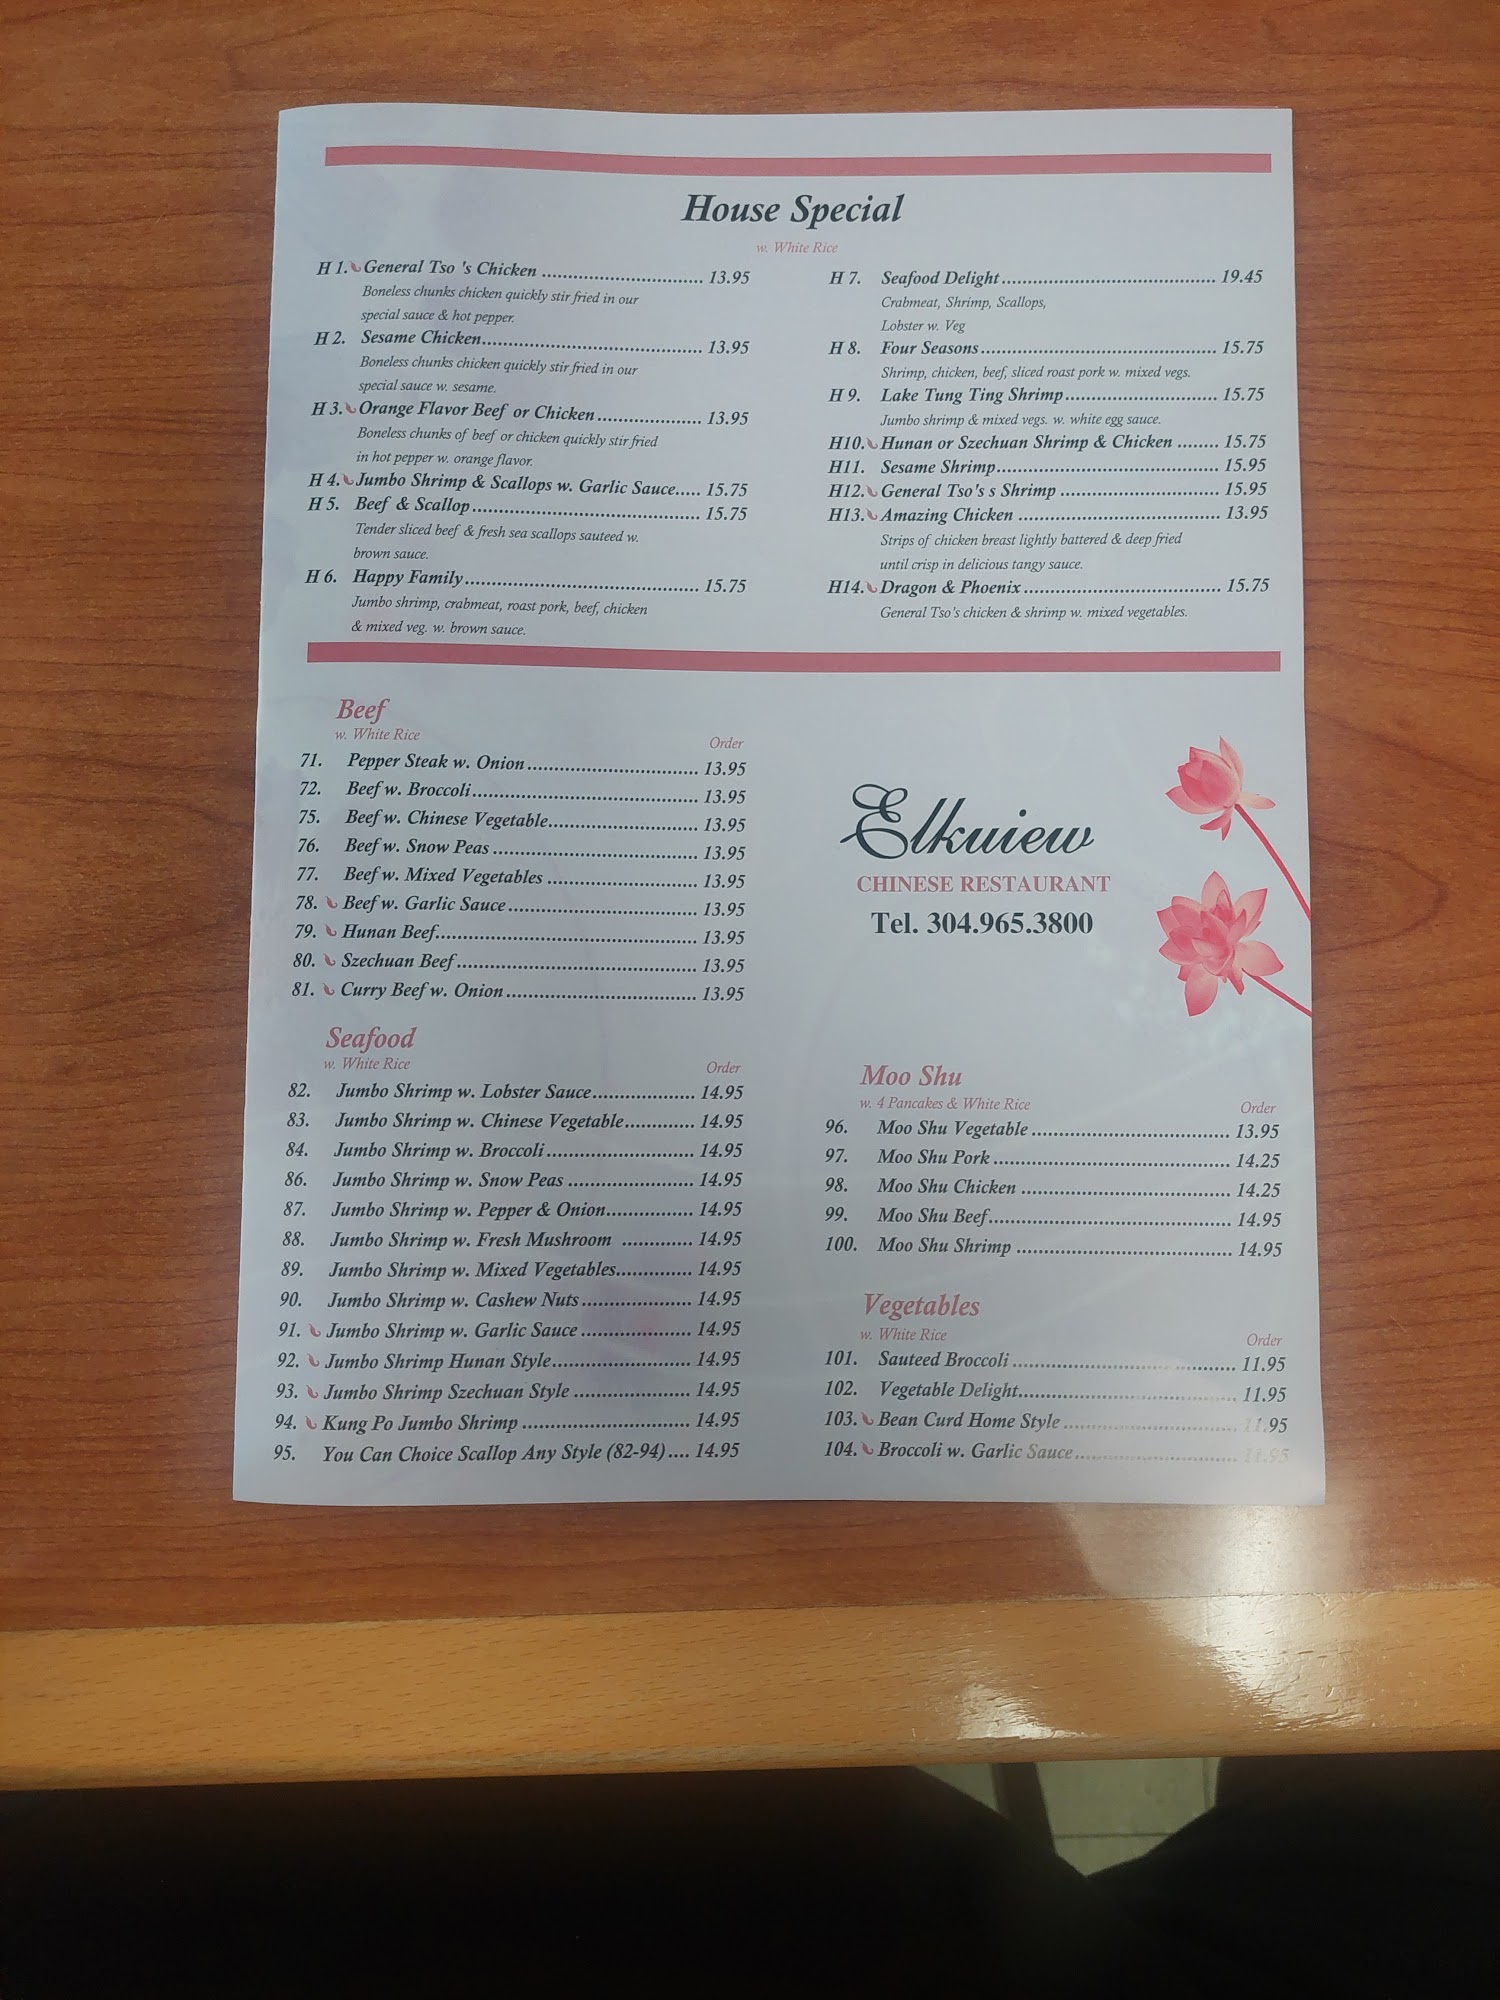 House Special
w. White Rice
H 1. General Tso 's Chicken 13.95
Boneless chunks chicken quickly stir fried in our
special sauce & hot pepper.
H 2. Sesame Chicken 13.95
Boneless chunks chicken quickly stir fried in our
special sauce w. sesame.
H 3. Orange Flavor Beef or Chicken 13.95
Boneless chunks of beef or chicken quickly stir fried
in hot pepper w. orange flavor.
H 4. Jumbo Shrimp & Scallops w. Garlic Sauce 15.75
H 5. Beef & Scallop 15.75
Tender sliced beef & fresh sea scallops sauteed w.
brown sauce.
H 6. Happy Family 15.75
Jumbo shrimp, crabmeat, roast pork, beef, chicken
& mixed veg. w. brown sauce.
H 7. Seafood Delight 19.45
Crabmeat, Shrimp, Scallops,
Lobster w. Veg
H 8. Four Seasons 15.75
Shrimp, chicken, beef, sliced roast pork w. mixed vegs.
H 9. Lake Tung Ting Shrimp 15.75
Jumbo shrimp & mixed vegs. w. white egg sauce.
H10. Hunan or Szechuan Shrimp & Chicken 15.75
H11. Sesame Shrimp 15.95
H12. General Tso's s Shrimp 15.95
H13. Amazing Chicken 13.95
Strips of chicken breast lightly battered & deep fried
until crisp in delicious tangy sauce.
H14. Dragon & Phoenix 15.75
General Tso's chicken & shrimp w. mixed vegetables.
Beef
w. White Rice
Order
71. Pepper Steak w. Onion 13.95
72. Beef w. Broccoli 13.95
75. Beef w. Chinese Vegetable 13.95
76. Beef w. Snow Peas 13.95
77. Beef w. Mixed Vegetables 13.95
78. Beef w. Garlic Sauce 13.95
79. Hunan Beef 13.95
80. Szechuan Beef 13.95
81. Curry Beef w. Onion 13.95
Seafood
w. White Rice
Order
82. Jumbo Shrimp w. Lobster Sauce 14.95
83. Jumbo Shrimp w. Chinese Vegetable 14.95
84. Jumbo Shrimp w. Broccoli 14.95
86. Jumbo Shrimp w. Snow Peas 14.95
87. Jumbo Shrimp w. Pepper & Onion 14.95
88. Jumbo Shrimp w. Fresh Mushroom 14.95
89. Jumbo Shrimp w. Mixed Vegetables 14.95
90. Jumbo Shrimp w. Cashew Nuts 14.95
91. Jumbo Shrimp w. Garlic Sauce 14.95
92. Jumbo Shrimp Hunan Style 14.95
93. Jumbo Shrimp Szechuan Style 14.95
94. Kung Po Jumbo Shrimp 14.95
95. You Can Choice Scallop Any Style (82-94) 14.95
Elkuiew
CHINESE RESTAURANT
Tel. 304.965.3800
Moo Shu
w. 4 Pancakes & White Rice
Order
96. Moo Shu Vegetable 13.95
97. Moo Shu Pork 14.25
98. Moo Shu Chicken 14.25
99. Moo Shu Beef 14.95
100. Moo Shu Shrimp 14.95
Vegetables
w. White Rice
Order
101. Sauteed Broccoli 11.95
102. Vegetable Delight 11.95
103. Bean Curd Home Style 11.95
104. Broccoli w. Garlic Sauce 11.95